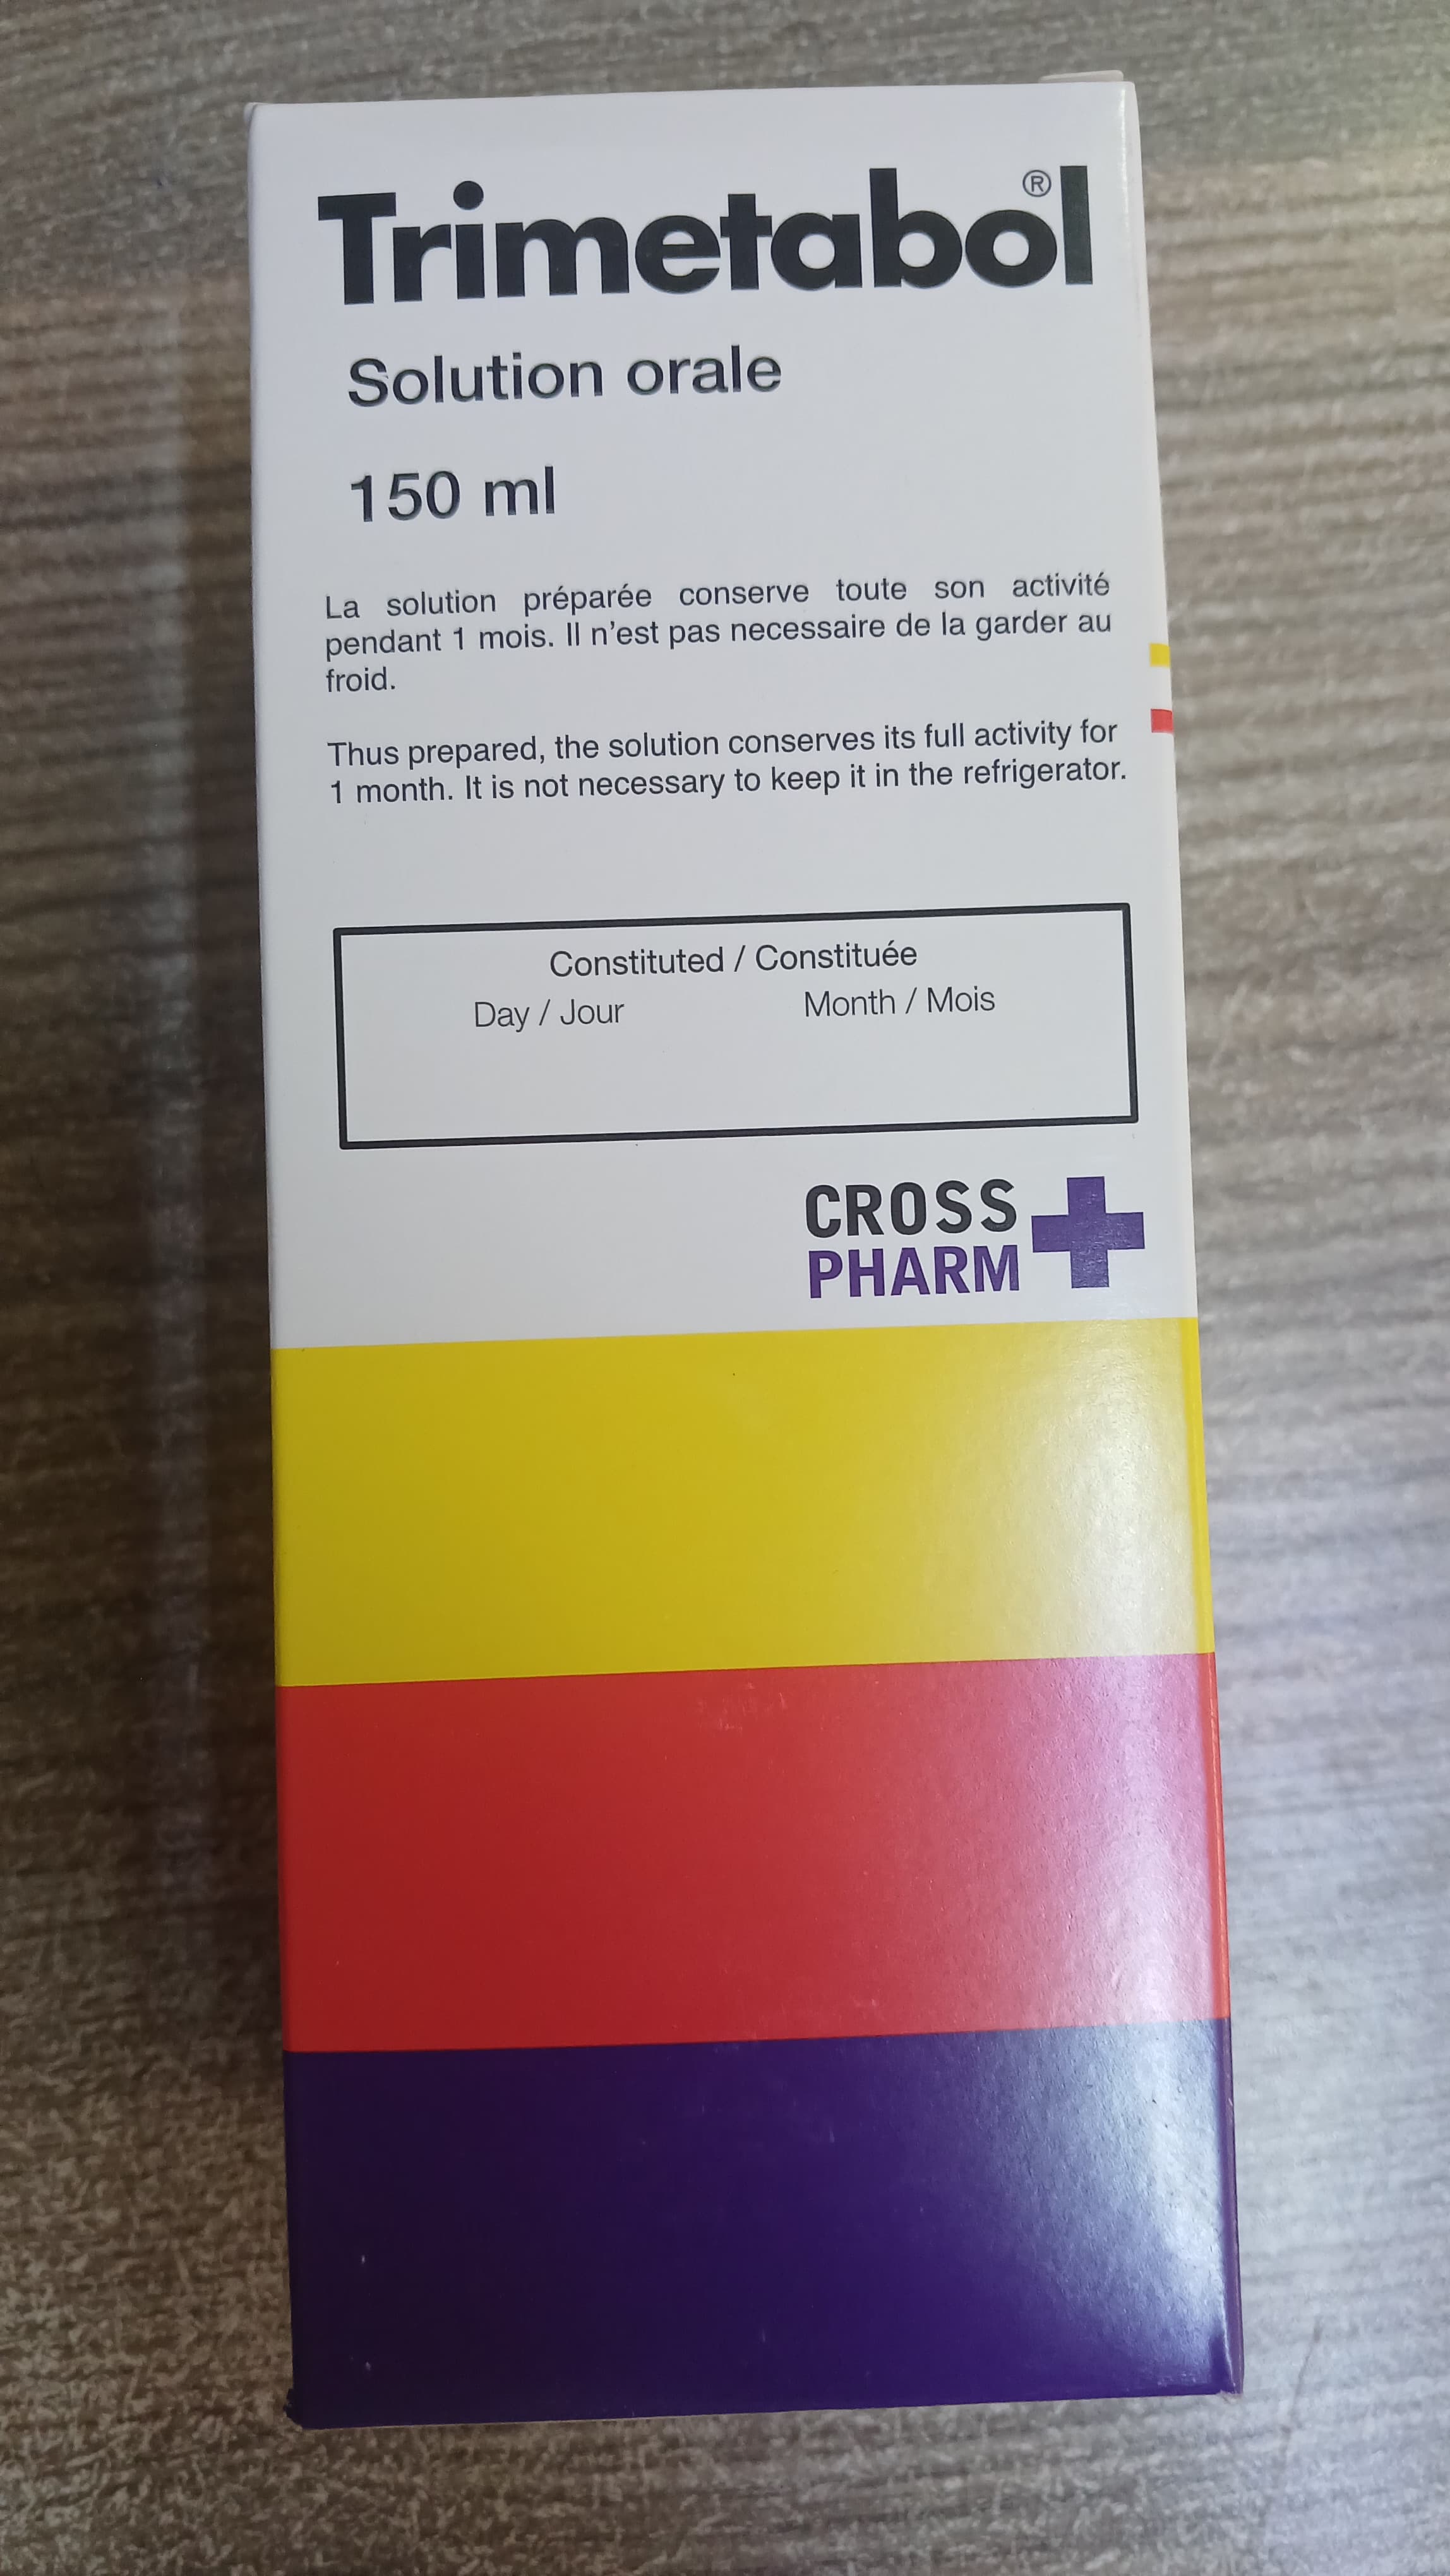 Trimetabol®
Solution orale
150 ml
La solution préparée conserve toute son activité
pendant 1 mois. Il n'est pas necessaire de la garder au
froid.
Thus prepared, the solution conserves its full activity for
1 month. It is not necessary to keep it in the refrigerator.
Constituted / Constituée
Day / Jour Month / Mois
CROSS
PHARM